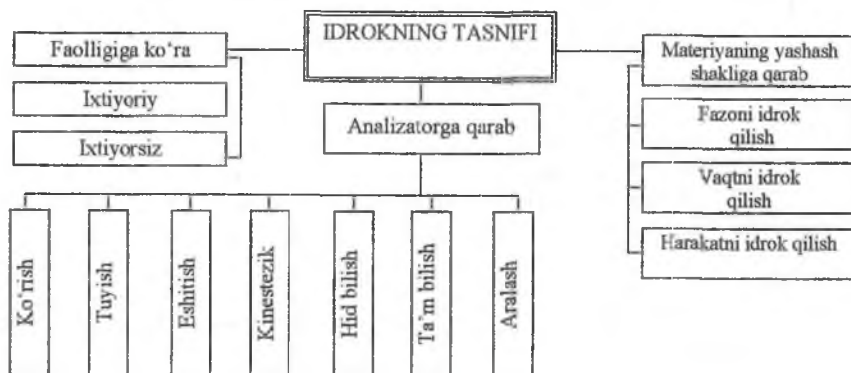 IDROKNING TASNIFI
Faolligiga ko‘ra
Ixtiyoriy
Ixtiyorsiz
Analizatorga qarab
Ko‘rish
Tuyish
Eshitish
Kinestezik
Hid bilish
Ta‘m bilish
Aralash
Materiyaning yashash
shakliga qarab
Fazoni idrok
qilish
Vaqtni idrok
qilish
Harakatni idrok qilish